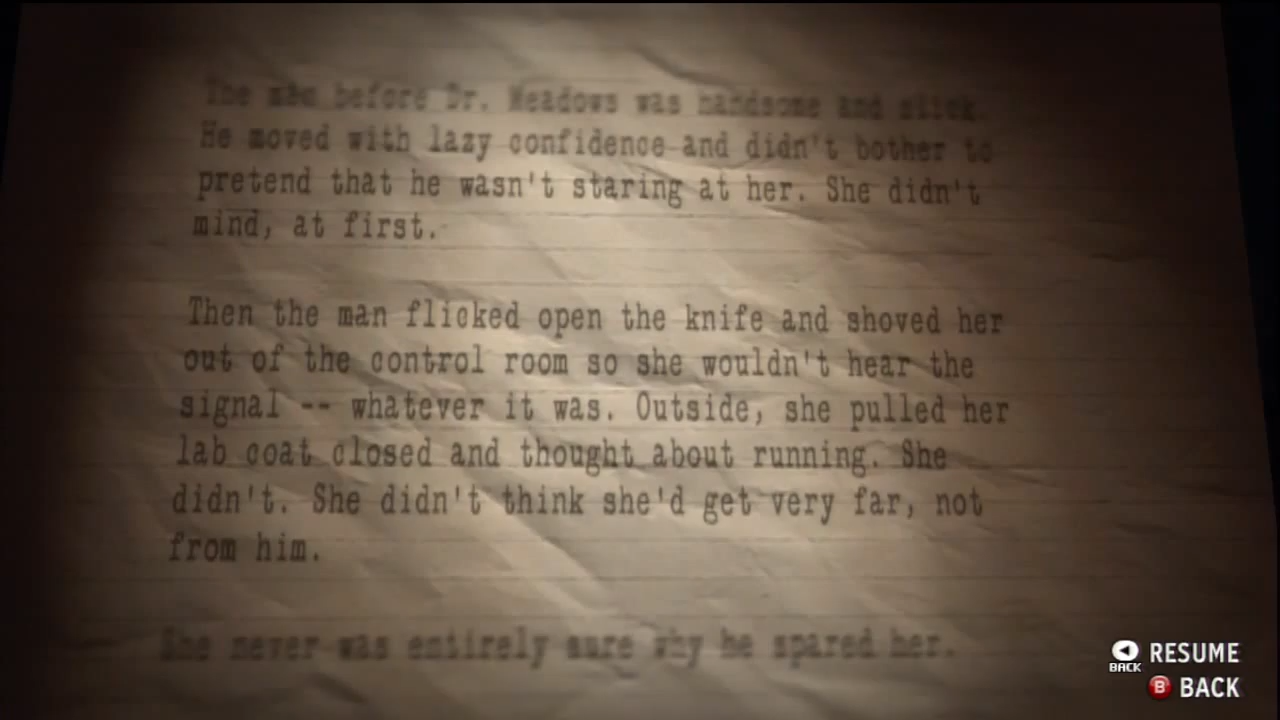 The man before Dr. Meadows was handsome and slick.
He moved with lazy confidence and didn't bother to
pretend that he wasn't staring at her. She didn't
mind, at first.
Then the man flicked open the knife and shoved her
out of the control room so she wouldn't hear the
signal -- whatever it was. Outside, she pulled her
lab coat closed and thought about running. She
didn't. She didn't think she'd get very far, not
from him.
She never was entirely sure why he spared her.
BACK RESUME
B BACK